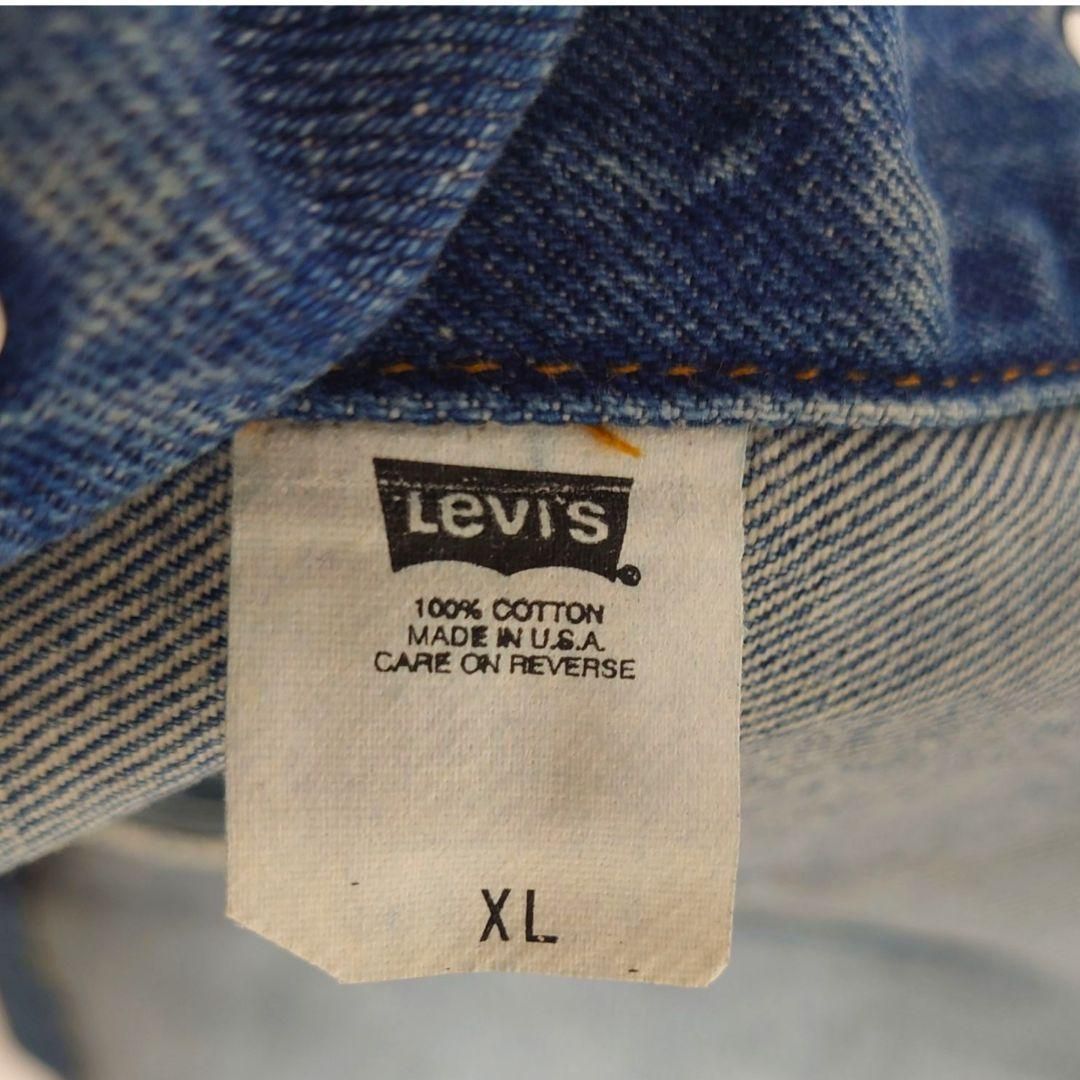 Levi's
100% COTTON
MADE IN U.S.A.
CARE ON REVERSE
XL